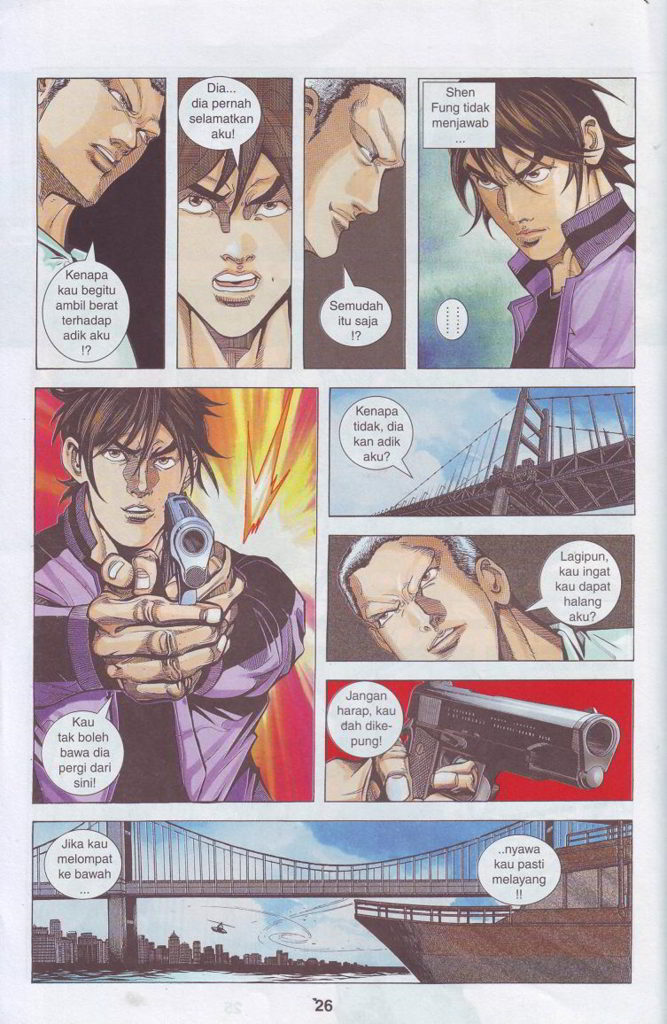 Kenapa
kau begitu
ambil berat
terhadap
adik aku
!?
Dia...
dia pernah
selamatkan
aku!
Semudah
itu saja
!?
Shen
Fung tidak
menjawab
...
Kau
tak boleh
bawa dia
pergi dari
sini!
Kenapa
tidak, dia
kan adik
aku?
Lagipun,
kau ingat
kau dapat
halang
aku?
Jangan
harap, kau
dah dike-
pung!
Jika kau
melompat
ke bawah
...
..nyawa
kau pasti
melayang
!!
26